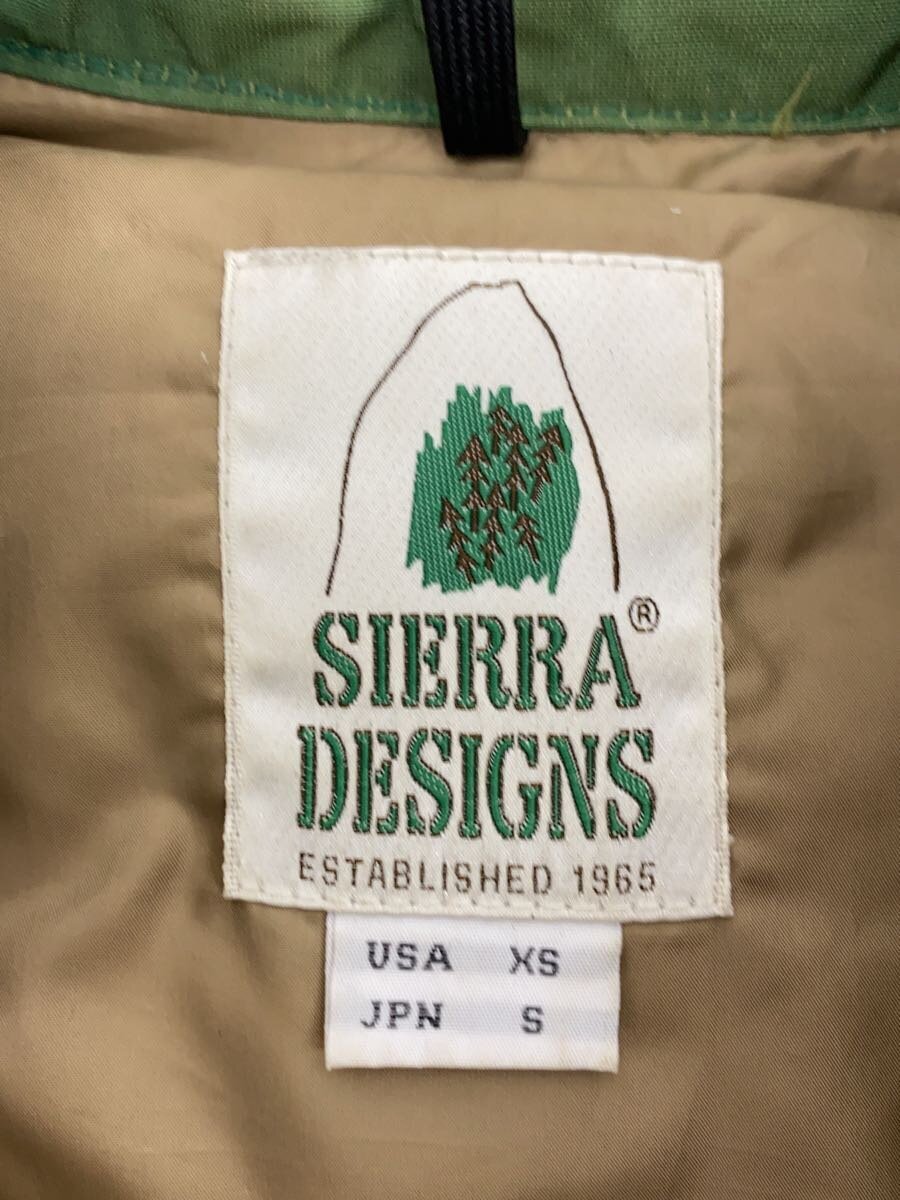 SIERRA®
DESIGNS
ESTABLISHED 1965
USA XS
JPN S